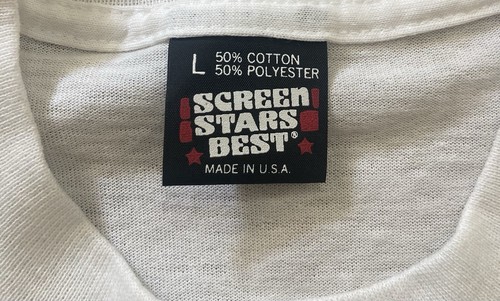 L 50% COTTON
50% POLYESTER
SCREEN
STARS
BEST®
MADE IN U.S.A.